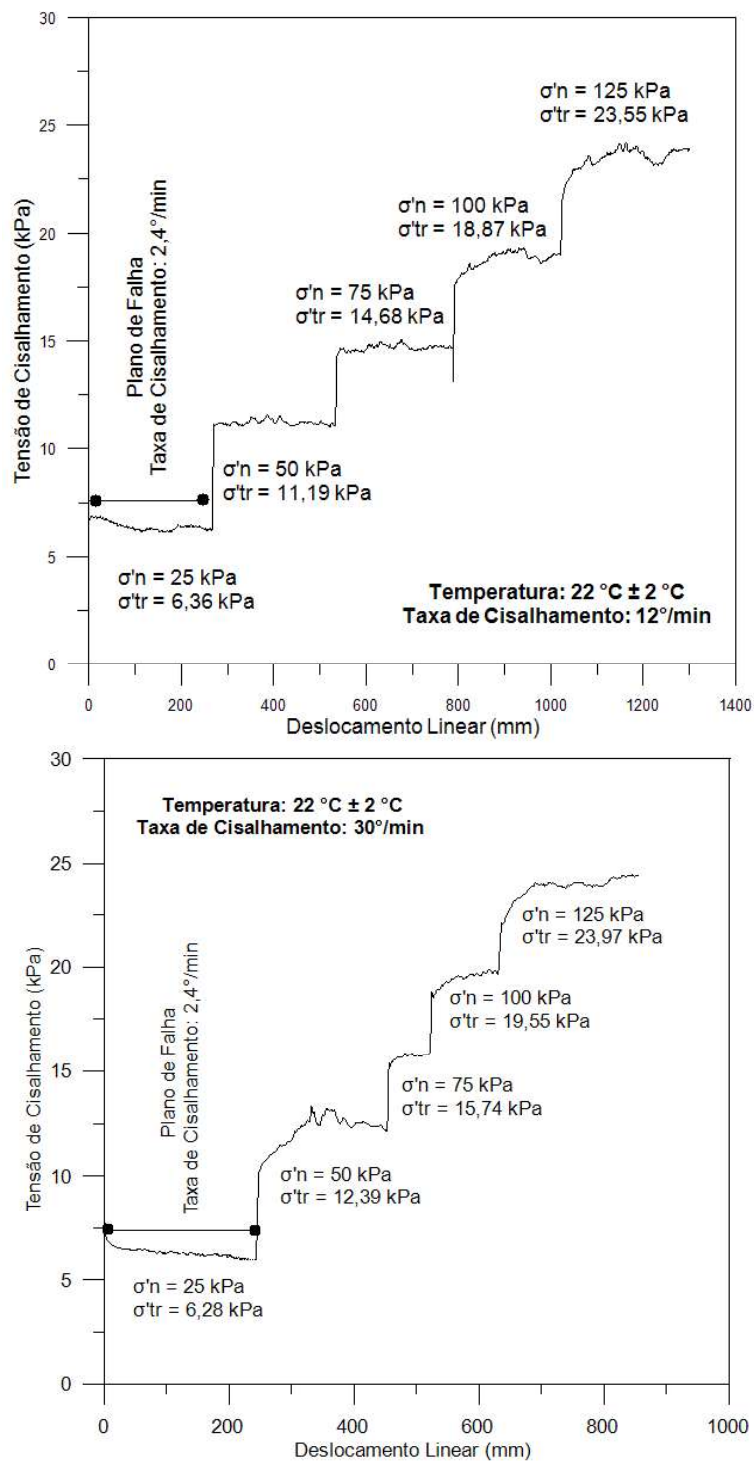 30
25
20
15
10
5
0
Tensão de Cisalhamento (kPa)
σ'n = 125 kPa
σ'tr = 23,55 kPa
σ'n = 100 kPa
σ'tr = 18,87 kPa
σ'n = 75 kPa
σ'tr = 14,68 kPa
Plano de Falha
Taxa de Cisalhamento: 2,4°/min
σ'n = 50 kPa
σ'tr = 11,19 kPa
σ'n = 25 kPa
σ'tr = 6,36 kPa
Temperatura: 22 °C ± 2 °C
Taxa de Cisalhamento: 12°/min
0 200 400 600 800 1000 1200 1400
Deslocamento Linear (mm)
30
25
20
15
10
5
0
Tensão de Cisalhamento (kPa)
Temperatura: 22 °C ± 2 °C
Taxa de Cisalhamento: 30°/min
σ'n = 125 kPa
σ'tr = 23,97 kPa
σ'n = 100 kPa
σ'tr = 19,55 kPa
σ'n = 75 kPa
σ'tr = 15,74 kPa
Plano de Falha
Taxa de Cisalhamento: 2,4°/min
σ'n = 50 kPa
σ'tr = 12,39 kPa
σ'n = 25 kPa
σ'tr = 6,28 kPa
0 200 400 600 800 1000
Deslocamento Linear (mm)